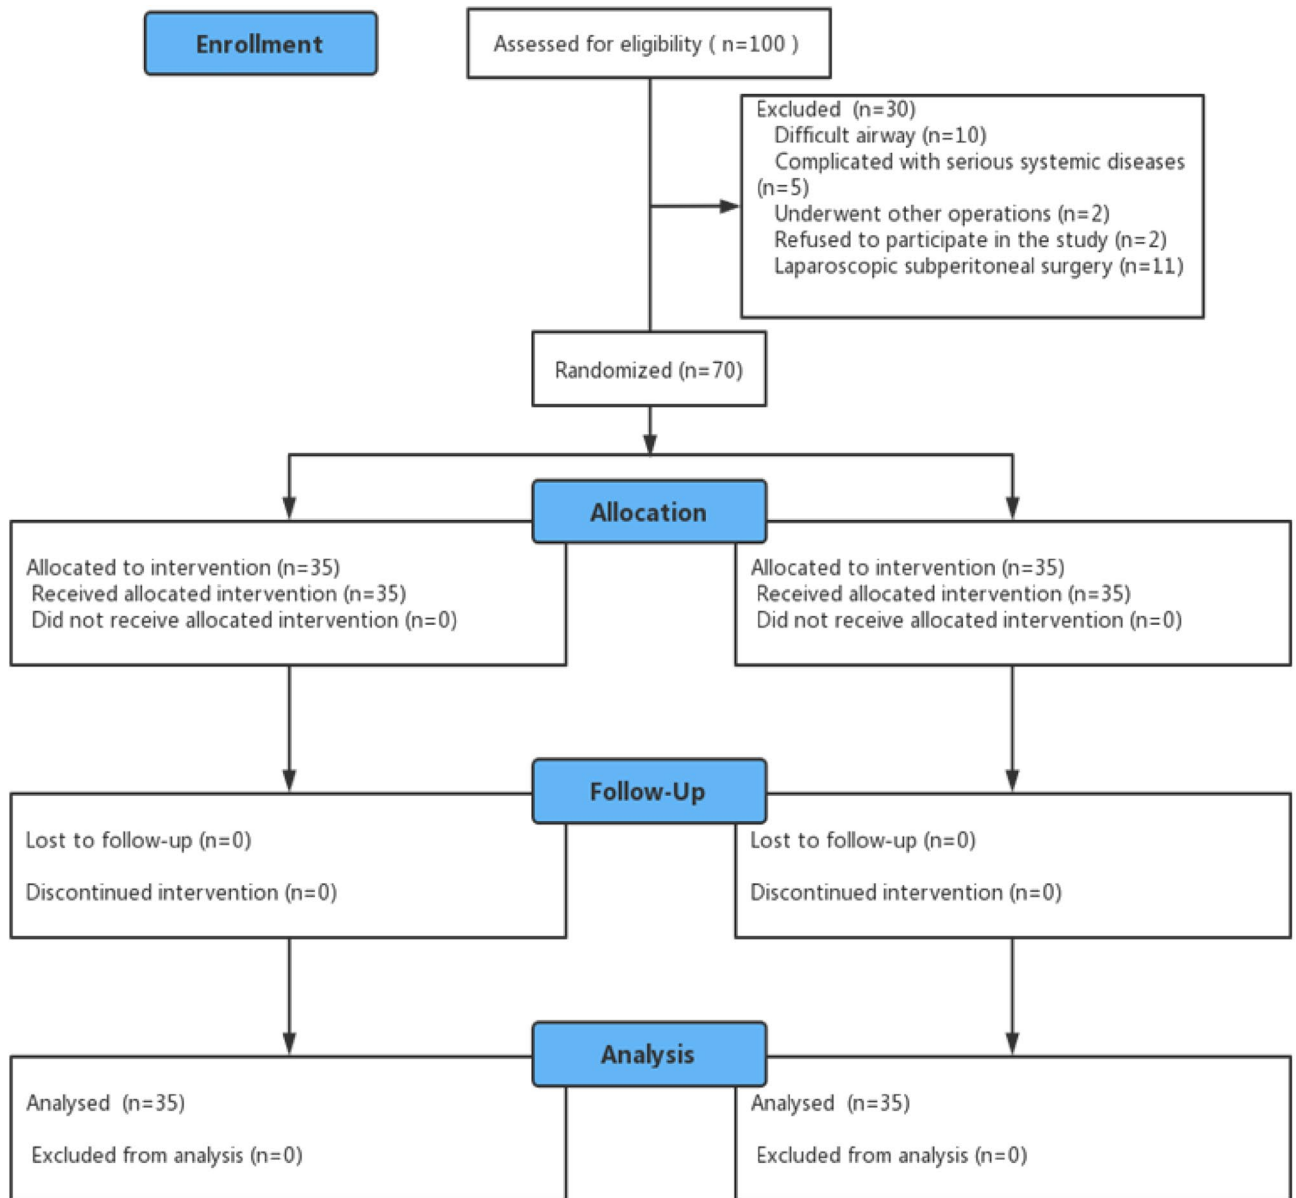 Enrollment
Assessed for eligibility ( n=100 )
Excluded (n=30)
Difficult airway (n=10)
Complicated with serious systemic diseases
(n=5)
Underwent other operations (n=2)
Refused to participate in the study (n=2)
Laparoscopic subperitoneal surgery (n=11)
Randomized (n=70)
Allocation
Allocated to intervention (n=35)
Received allocated intervention (n=35)
Did not receive allocated intervention (n=0)
Allocated to intervention (n=35)
Received allocated intervention (n=35)
Did not receive allocated intervention (n=0)
Follow-Up
Lost to follow-up (n=0)
Discontinued intervention (n=0)
Lost to follow-up (n=0)
Discontinued intervention (n=0)
Analysis
Analysed (n=35)
Excluded from analysis (n=0)
Analysed (n=35)
Excluded from analysis (n=0)